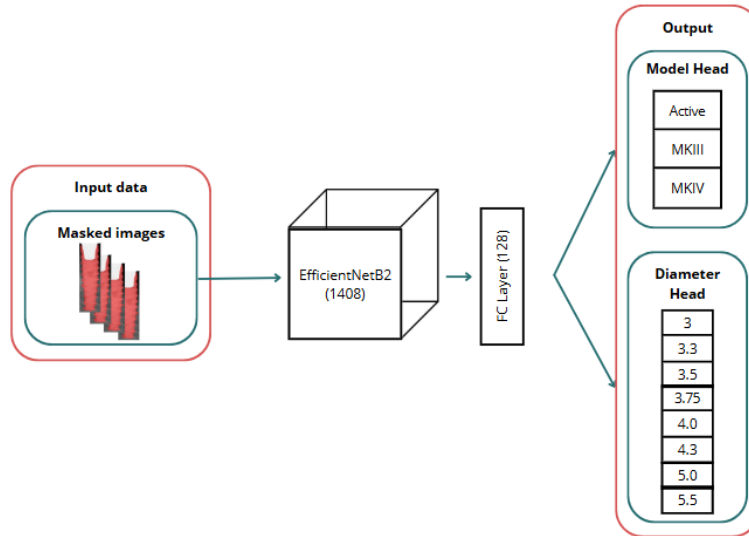 Input data
Masked images
EfficientNetB2
(1408)
FC Layer (128)
Output
Model Head
Active
MKIII
MKIV
Diameter
Head
3
3.3
3.5
3.75
4.0
4.3
5.0
5.5